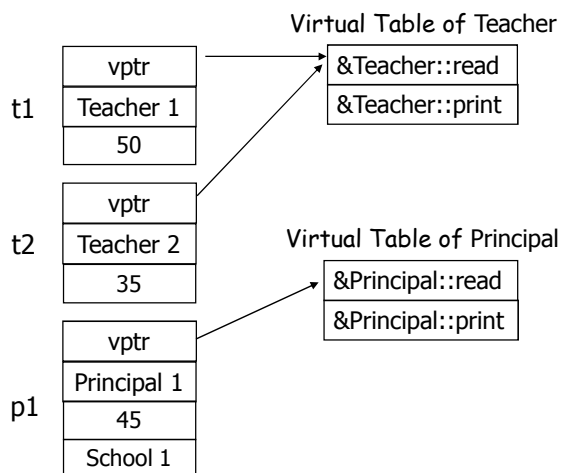 Virtual Table of Teacher
vptr
&Teacher::read
t1
Teacher 1
&Teacher::print
50
vptr
t2
Teacher 2
Virtual Table of Principal
35
&Principal::read
&Principal::print
vptr
Principal 1
p1
45
School 1